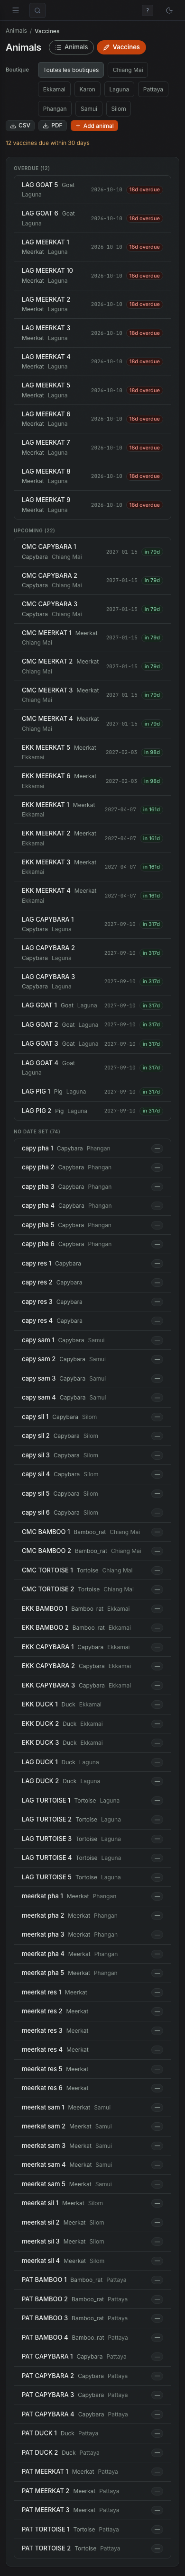 ?
Animals / Vaccines
Animals
Animals
Vaccines
Boutique
Toutes les boutiques
Chiang Mai
Ekkamai
Karon
Laguna
Pattaya
Phangan
Samui
Silom
CSV
PDF
+ Add animal
12 vaccines due within 30 days
OVERDUE (12)
LAG GOAT 5 Goat
Laguna
2026-10-10 18d overdue
LAG GOAT 6 Goat
Laguna
2026-10-10 18d overdue
LAG MEERKAT 1
Meerkat Laguna
2026-10-10 18d overdue
LAG MEERKAT 10
Meerkat Laguna
2026-10-10 18d overdue
LAG MEERKAT 2
Meerkat Laguna
2026-10-10 18d overdue
LAG MEERKAT 3
Meerkat Laguna
2026-10-10 18d overdue
LAG MEERKAT 4
Meerkat Laguna
2026-10-10 18d overdue
LAG MEERKAT 5
Meerkat Laguna
2026-10-10 18d overdue
LAG MEERKAT 6
Meerkat Laguna
2026-10-10 18d overdue
LAG MEERKAT 7
Meerkat Laguna
2026-10-10 18d overdue
LAG MEERKAT 8
Meerkat Laguna
2026-10-10 18d overdue
LAG MEERKAT 9
Meerkat Laguna
2026-10-10 18d overdue
UPCOMING (22)
CMC CAPYBARA 1
Capybara Chiang Mai
2027-01-15 in 79d
CMC CAPYBARA 2
Capybara Chiang Mai
2027-01-15 in 79d
CMC CAPYBARA 3
Capybara Chiang Mai
2027-01-15 in 79d
CMC MEERKAT 1 Meerkat
Chiang Mai
2027-01-15 in 79d
CMC MEERKAT 2 Meerkat
Chiang Mai
2027-01-15 in 79d
CMC MEERKAT 3 Meerkat
Chiang Mai
2027-01-15 in 79d
CMC MEERKAT 4 Meerkat
Chiang Mai
2027-01-15 in 79d
EKK MEERKAT 5 Meerkat
Ekkamai
2027-02-03 in 98d
EKK MEERKAT 6 Meerkat
Ekkamai
2027-02-03 in 98d
EKK MEERKAT 1 Meerkat
Ekkamai
2027-04-07 in 161d
EKK MEERKAT 2 Meerkat
Ekkamai
2027-04-07 in 161d
EKK MEERKAT 3 Meerkat
Ekkamai
2027-04-07 in 161d
EKK MEERKAT 4 Meerkat
Ekkamai
2027-04-07 in 161d
LAG CAPYBARA 1
Capybara Laguna
2027-09-10 in 317d
LAG CAPYBARA 2
Capybara Laguna
2027-09-10 in 317d
LAG CAPYBARA 3
Capybara Laguna
2027-09-10 in 317d
LAG GOAT 1 Goat Laguna 2027-09-10 in 317d
LAG GOAT 2 Goat Laguna 2027-09-10 in 317d
LAG GOAT 3 Goat Laguna 2027-09-10 in 317d
LAG GOAT 4 Goat
Laguna
2027-09-10 in 317d
LAG PIG 1 Pig Laguna 2027-09-10 in 317d
LAG PIG 2 Pig Laguna 2027-09-10 in 317d
NO DATE SET (74)
capy pha 1 Capybara Phangan —
capy pha 2 Capybara Phangan —
capy pha 3 Capybara Phangan —
capy pha 4 Capybara Phangan —
capy pha 5 Capybara Phangan —
capy pha 6 Capybara Phangan —
capy res 1 Capybara —
capy res 2 Capybara —
capy res 3 Capybara —
capy res 4 Capybara —
capy sam 1 Capybara Samui —
capy sam 2 Capybara Samui —
capy sam 3 Capybara Samui —
capy sam 4 Capybara Samui —
capy sil 1 Capybara Silom —
capy sil 2 Capybara Silom —
capy sil 3 Capybara Silom —
capy sil 4 Capybara Silom —
capy sil 5 Capybara Silom —
capy sil 6 Capybara Silom —
CMC BAMBOO 1 Bamboo_rat Chiang Mai —
CMC BAMBOO 2 Bamboo_rat Chiang Mai —
CMC TORTOISE 1 Tortoise Chiang Mai —
CMC TORTOISE 2 Tortoise Chiang Mai —
EKK BAMBOO 1 Bamboo_rat Ekkamai —
EKK BAMBOO 2 Bamboo_rat Ekkamai —
EKK CAPYBARA 1 Capybara Ekkamai —
EKK CAPYBARA 2 Capybara Ekkamai —
EKK CAPYBARA 3 Capybara Ekkamai —
EKK DUCK 1 Duck Ekkamai —
EKK DUCK 2 Duck Ekkamai —
EKK DUCK 3 Duck Ekkamai —
LAG DUCK 1 Duck Laguna —
LAG DUCK 2 Duck Laguna —
LAG TURTOISE 1 Tortoise Laguna —
LAG TURTOISE 2 Tortoise Laguna —
LAG TURTOISE 3 Tortoise Laguna —
LAG TURTOISE 4 Tortoise Laguna —
LAG TURTOISE 5 Tortoise Laguna —
meerkat pha 1 Meerkat Phangan —
meerkat pha 2 Meerkat Phangan —
meerkat pha 3 Meerkat Phangan —
meerkat pha 4 Meerkat Phangan —
meerkat pha 5 Meerkat Phangan —
meerkat res 1 Meerkat —
meerkat res 2 Meerkat —
meerkat res 3 Meerkat —
meerkat res 4 Meerkat —
meerkat res 5 Meerkat —
meerkat res 6 Meerkat —
meerkat sam 1 Meerkat Samui —
meerkat sam 2 Meerkat Samui —
meerkat sam 3 Meerkat Samui —
meerkat sam 4 Meerkat Samui —
meerkat sam 5 Meerkat Samui —
meerkat sil 1 Meerkat Silom —
meerkat sil 2 Meerkat Silom —
meerkat sil 3 Meerkat Silom —
meerkat sil 4 Meerkat Silom —
PAT BAMBOO 1 Bamboo_rat Pattaya —
PAT BAMBOO 2 Bamboo_rat Pattaya —
PAT BAMBOO 3 Bamboo_rat Pattaya —
PAT BAMBOO 4 Bamboo_rat Pattaya —
PAT CAPYBARA 1 Capybara Pattaya —
PAT CAPYBARA 2 Capybara Pattaya —
PAT CAPYBARA 3 Capybara Pattaya —
PAT CAPYBARA 4 Capybara Pattaya —
PAT DUCK 1 Duck Pattaya —
PAT DUCK 2 Duck Pattaya —
PAT MEERKAT 1 Meerkat Pattaya —
PAT MEERKAT 2 Meerkat Pattaya —
PAT MEERKAT 3 Meerkat Pattaya —
PAT TORTOISE 1 Tortoise Pattaya —
PAT TORTOISE 2 Tortoise Pattaya —